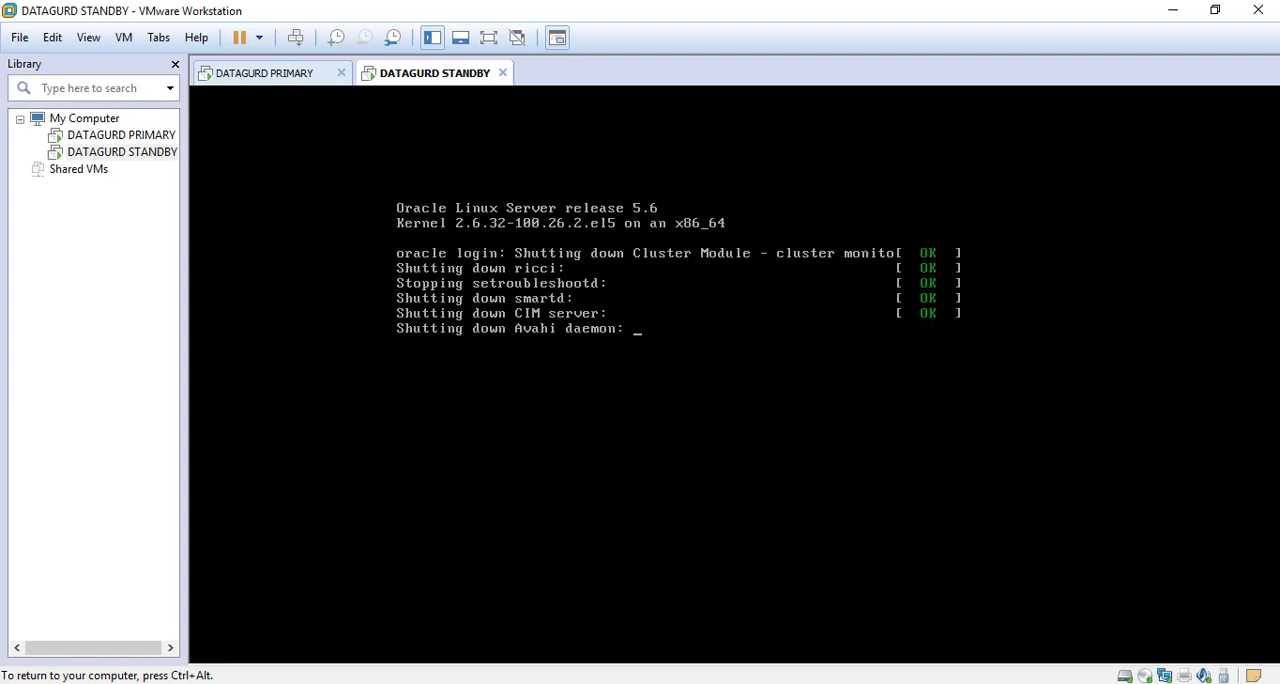 DATAGURD STANDBY - VMware Workstation
File Edit View VM Tabs Help
Library
Type here to search
My Computer
DATAGURD PRIMARY
DATAGURD STANDBY
Shared VMs
DATAGURD PRIMARY DATAGURD STANDBY
Oracle Linux Server release 5.6
Kernel 2.6.32-100.26.2.el5 on an x86_64
oracle login: Shutting down Cluster Module - cluster monito[ OK ]
Shutting down ricci: [ OK ]
Stopping setroubleshootd: [ OK ]
Shutting down smartd: [ OK ]
Shutting down CIM server: [ OK ]
Shutting down Avahi daemon: _
To return to your computer, press Ctrl+Alt.